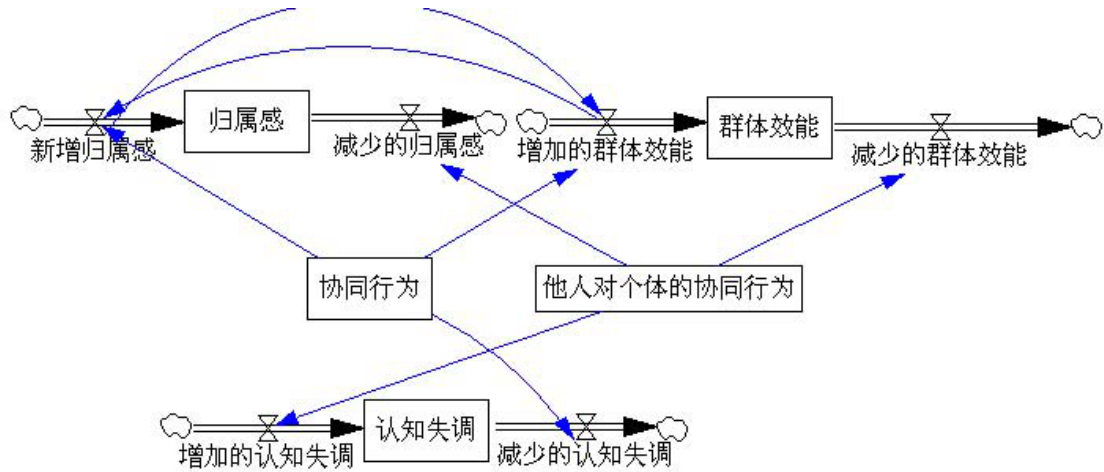 归属感
群体效能
新增归属感
减少的归属感
增加的群体效能
减少的群体效能
协同行为
他人对个体的协同行为
认知失调
增加的认知失调
减少的认知失调